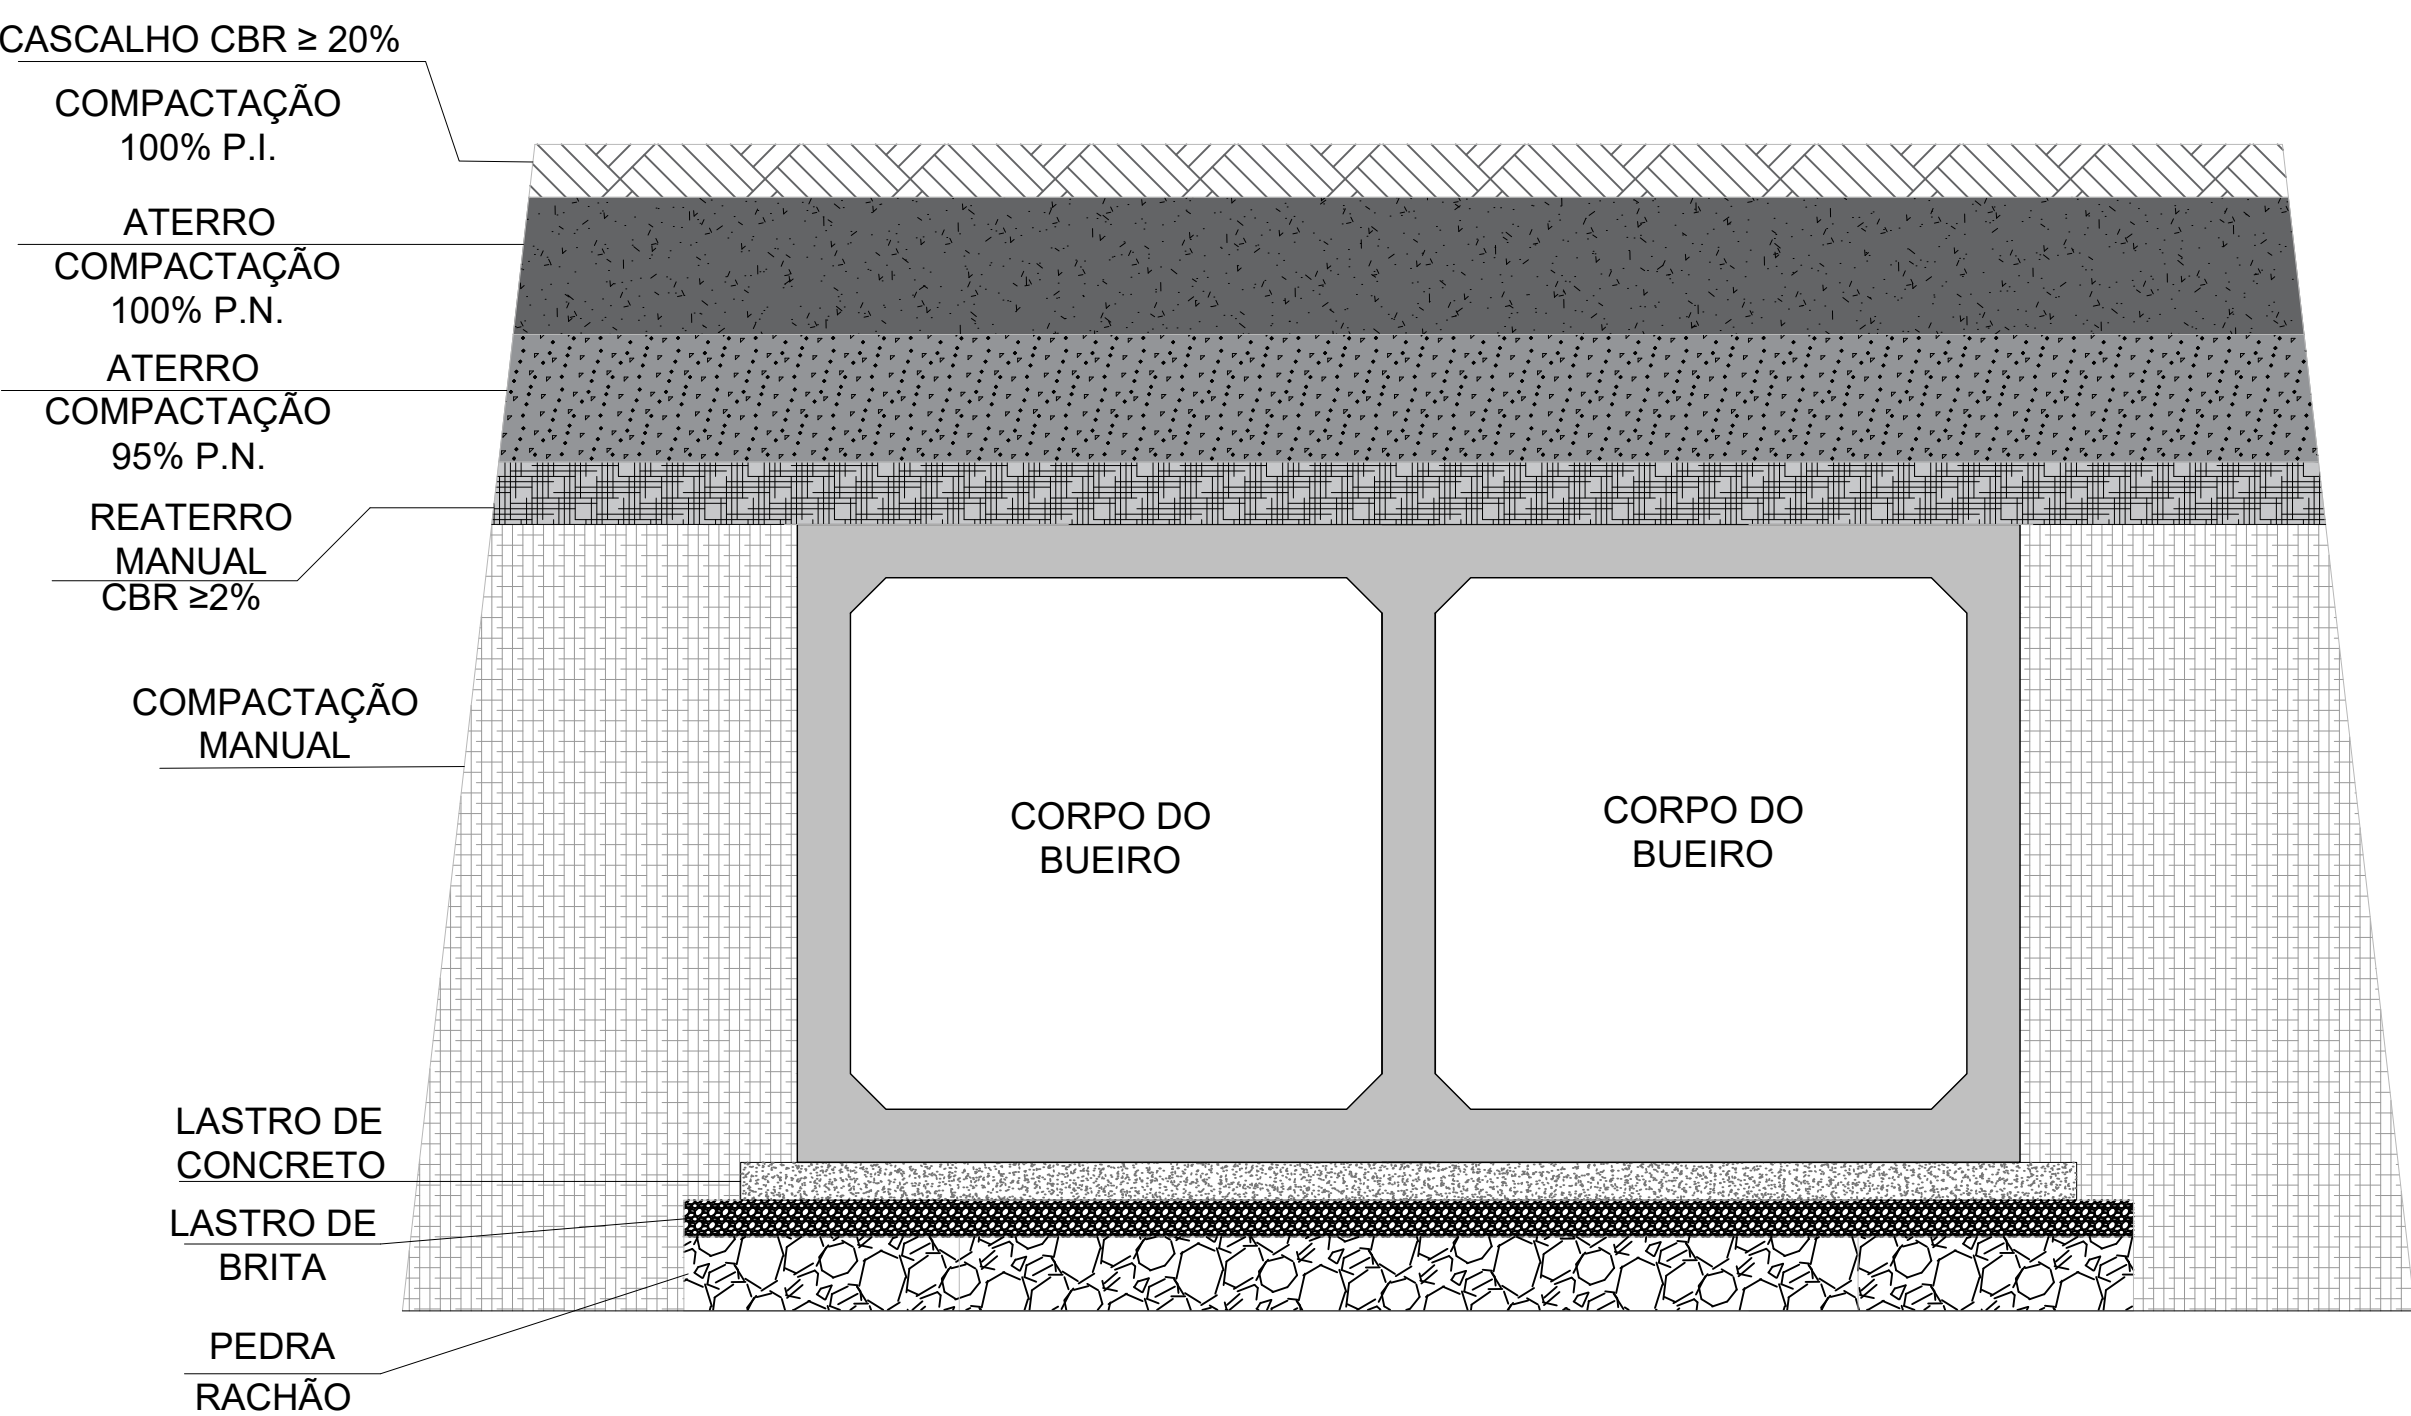 CASCALHO CBR ≥ 20%
COMPACTAÇÃO
100% P.I.
ATERRO
COMPACTAÇÃO
100% P.N.
ATERRO
COMPACTAÇÃO
95% P.N.
REATERRO
MANUAL
CBR ≥2%
COMPACTAÇÃO
MANUAL
CORPO DO
BUEIRO
CORPO DO
BUEIRO
LASTRO DE
CONCRETO
LASTRO DE
BRITA
PEDRA
RACHÃO